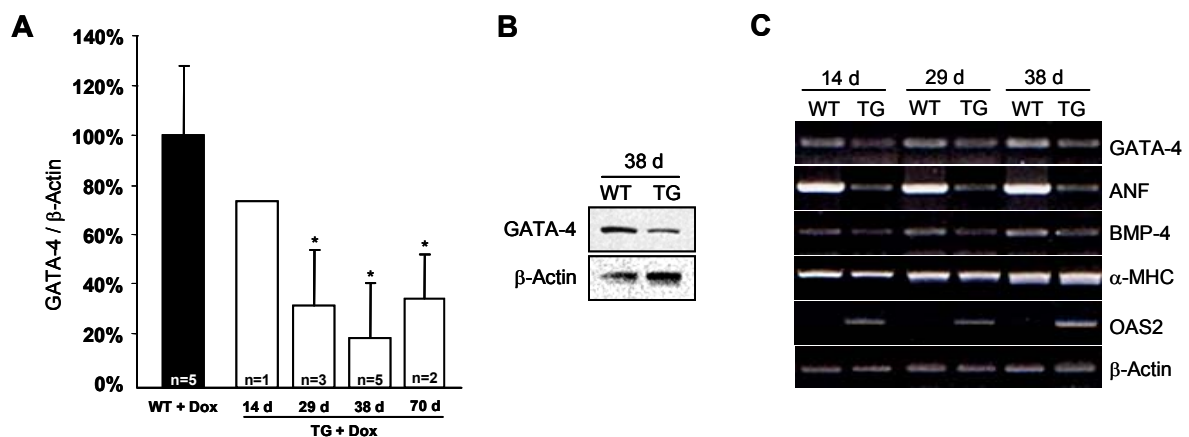 A
GATA-4 / β-Actin
140%
120%
100%
80%
60%
40%
20%
0%
* * *
n=5 n=1 n=3 n=5 n=2
WT + Dox 14 d 29 d 38 d 70 d
TG + Dox
B
38 d
WT TG
GATA-4
β-Actin
C
14 d 29 d 38 d
WT TG WT TG WT TG
GATA-4
ANF
BMP-4
α-MHC
OAS2
β-Actin